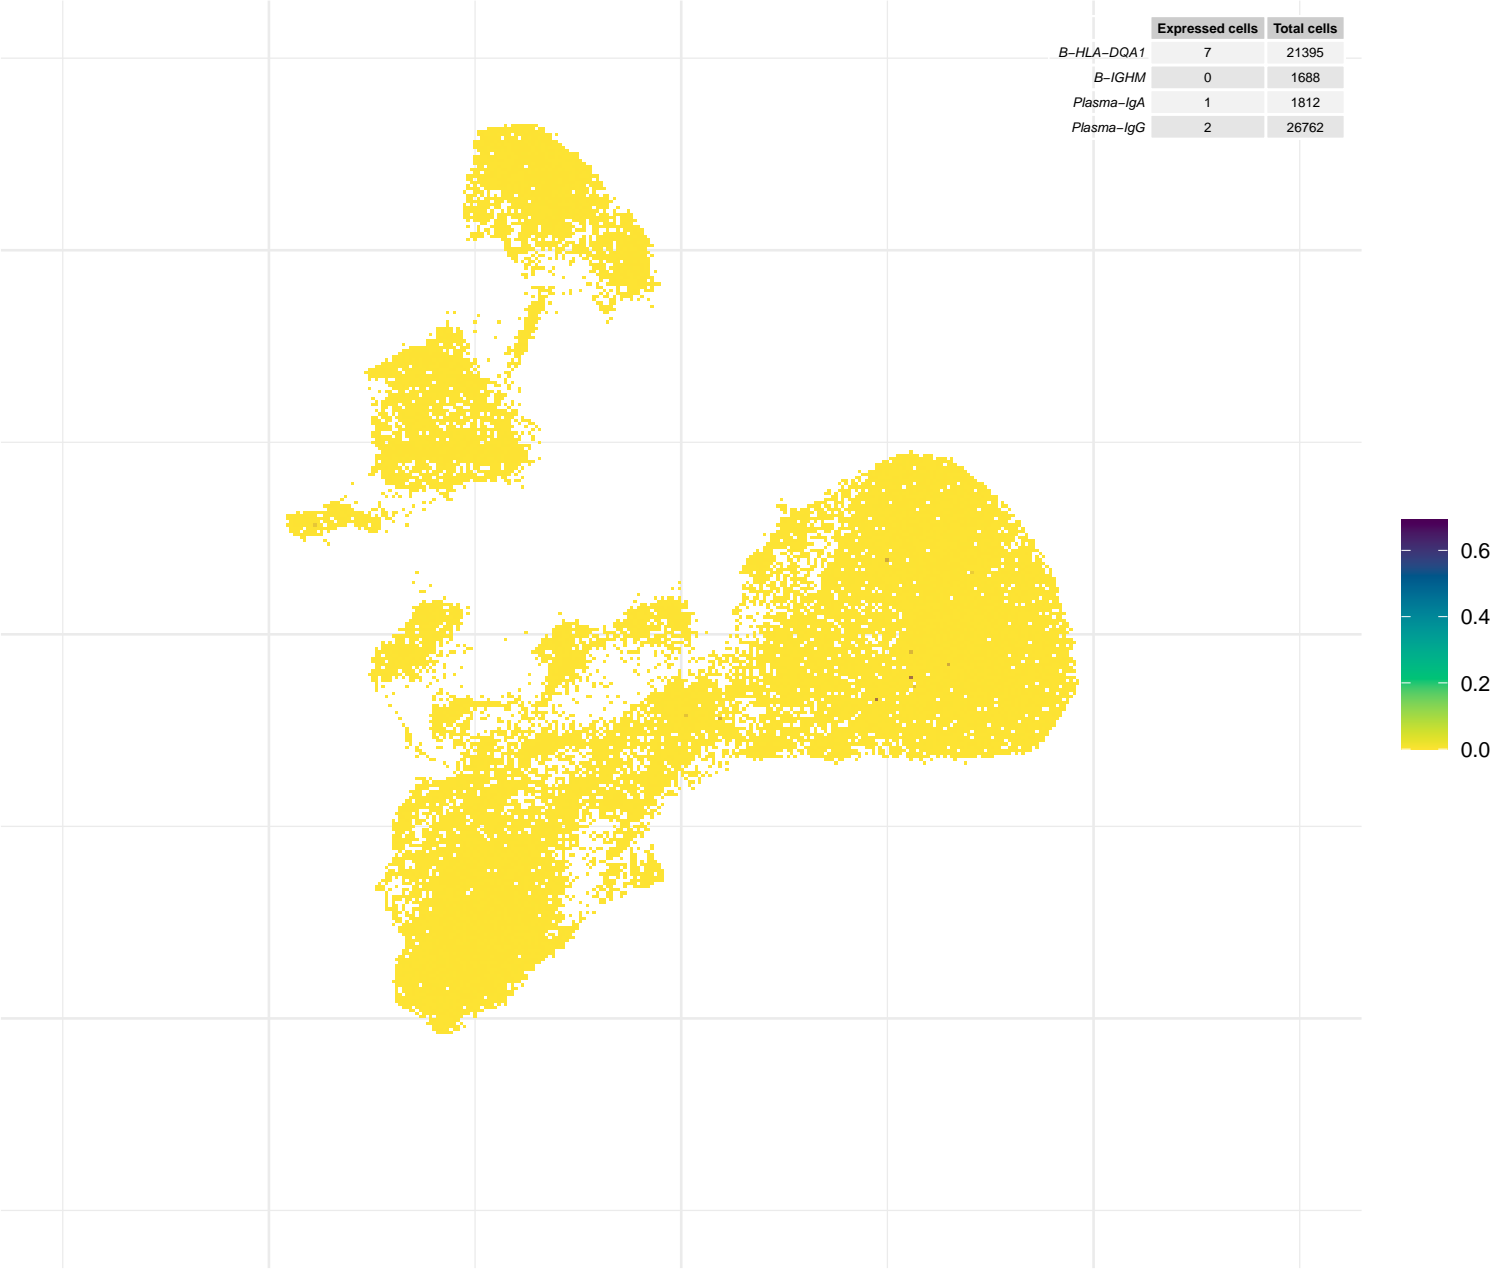 Expressed cells Total cells
B−HLA−DQA1 7 21395
B−IGHM 0 1688
Plasma−IgA 1 1812
Plasma−IgG 2 26762
0.6
0.4
0.2
0.0